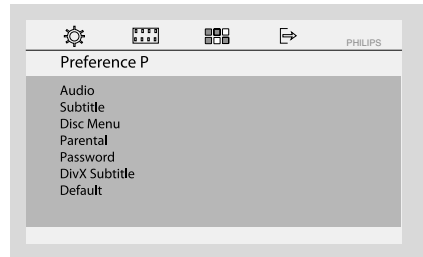 PHILIPS
Preference P
Audio
Subtitle
Disc Menu
Parental
Password
DivX Subtitle
Default